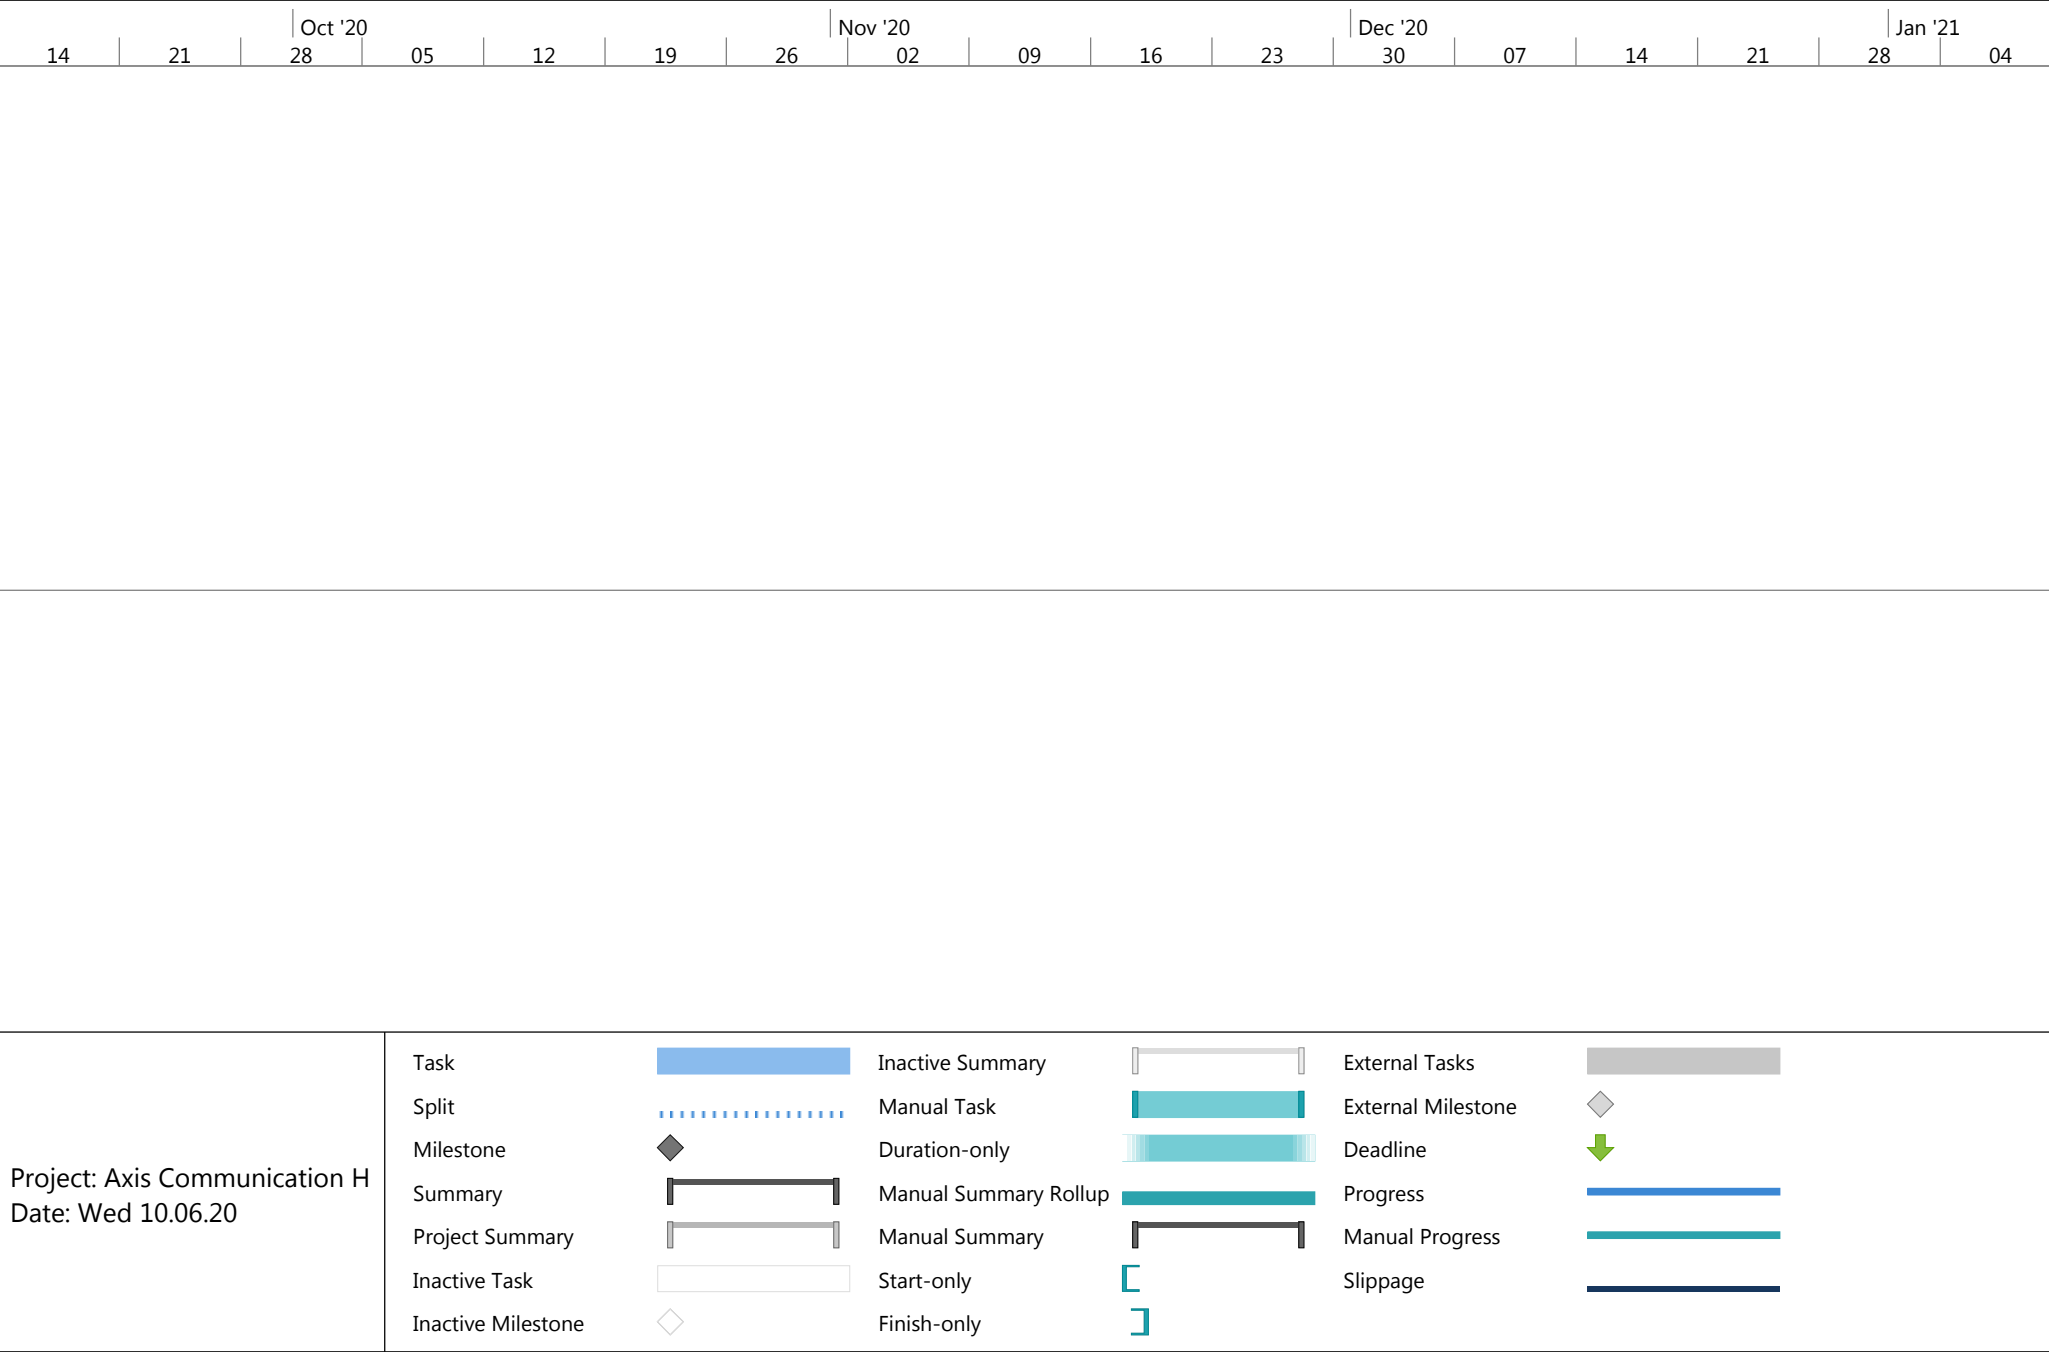 Oct '20 Nov '20 Dec '20 Jan '21
14 21 28 05 12 19 26 02 09 16 23 30 07 14 21 28 04
Project: Axis Communication H
Date: Wed 10.06.20
Task
Split
Milestone
Summary
Project Summary
Inactive Task
Inactive Milestone
Inactive Summary
Manual Task
Duration-only
Manual Summary Rollup
Manual Summary
Start-only
Finish-only
External Tasks
External Milestone
Deadline
Progress
Manual Progress
Slippage